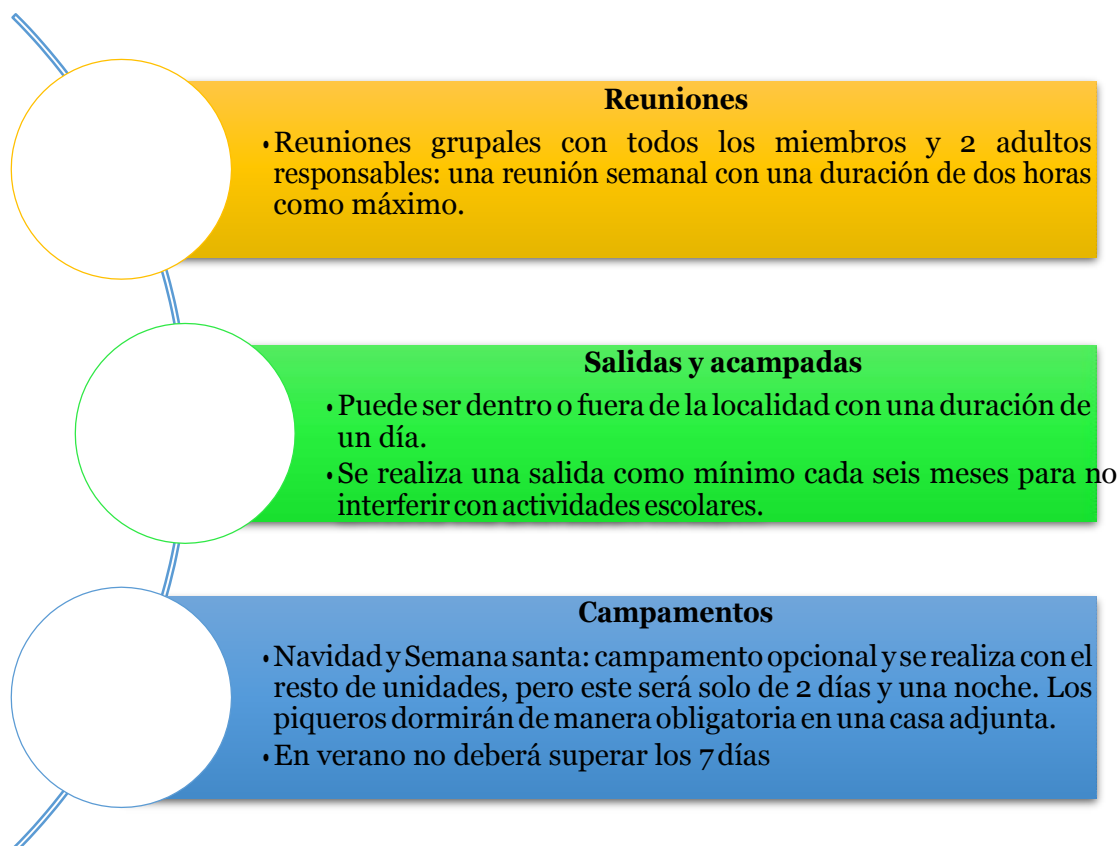 Reuniones
•Reuniones grupales con todos los miembros y 2 adultos
responsables: una reunión semanal con una duración de dos horas
como máximo.
Salidas y acampadas
•Puede ser dentro o fuera de la localidad con una duración de
un día.
•Se realiza una salida como mínimo cada seis meses para no
interferir con actividades escolares.
Campamentos
•Navidad y Semana santa: campamento opcional y se realiza con el
resto de unidades, pero este será solo de 2 días y una noche. Los
piqueros dormirán de manera obligatoria en una casa adjunta.
•En verano no deberá superar los 7 días